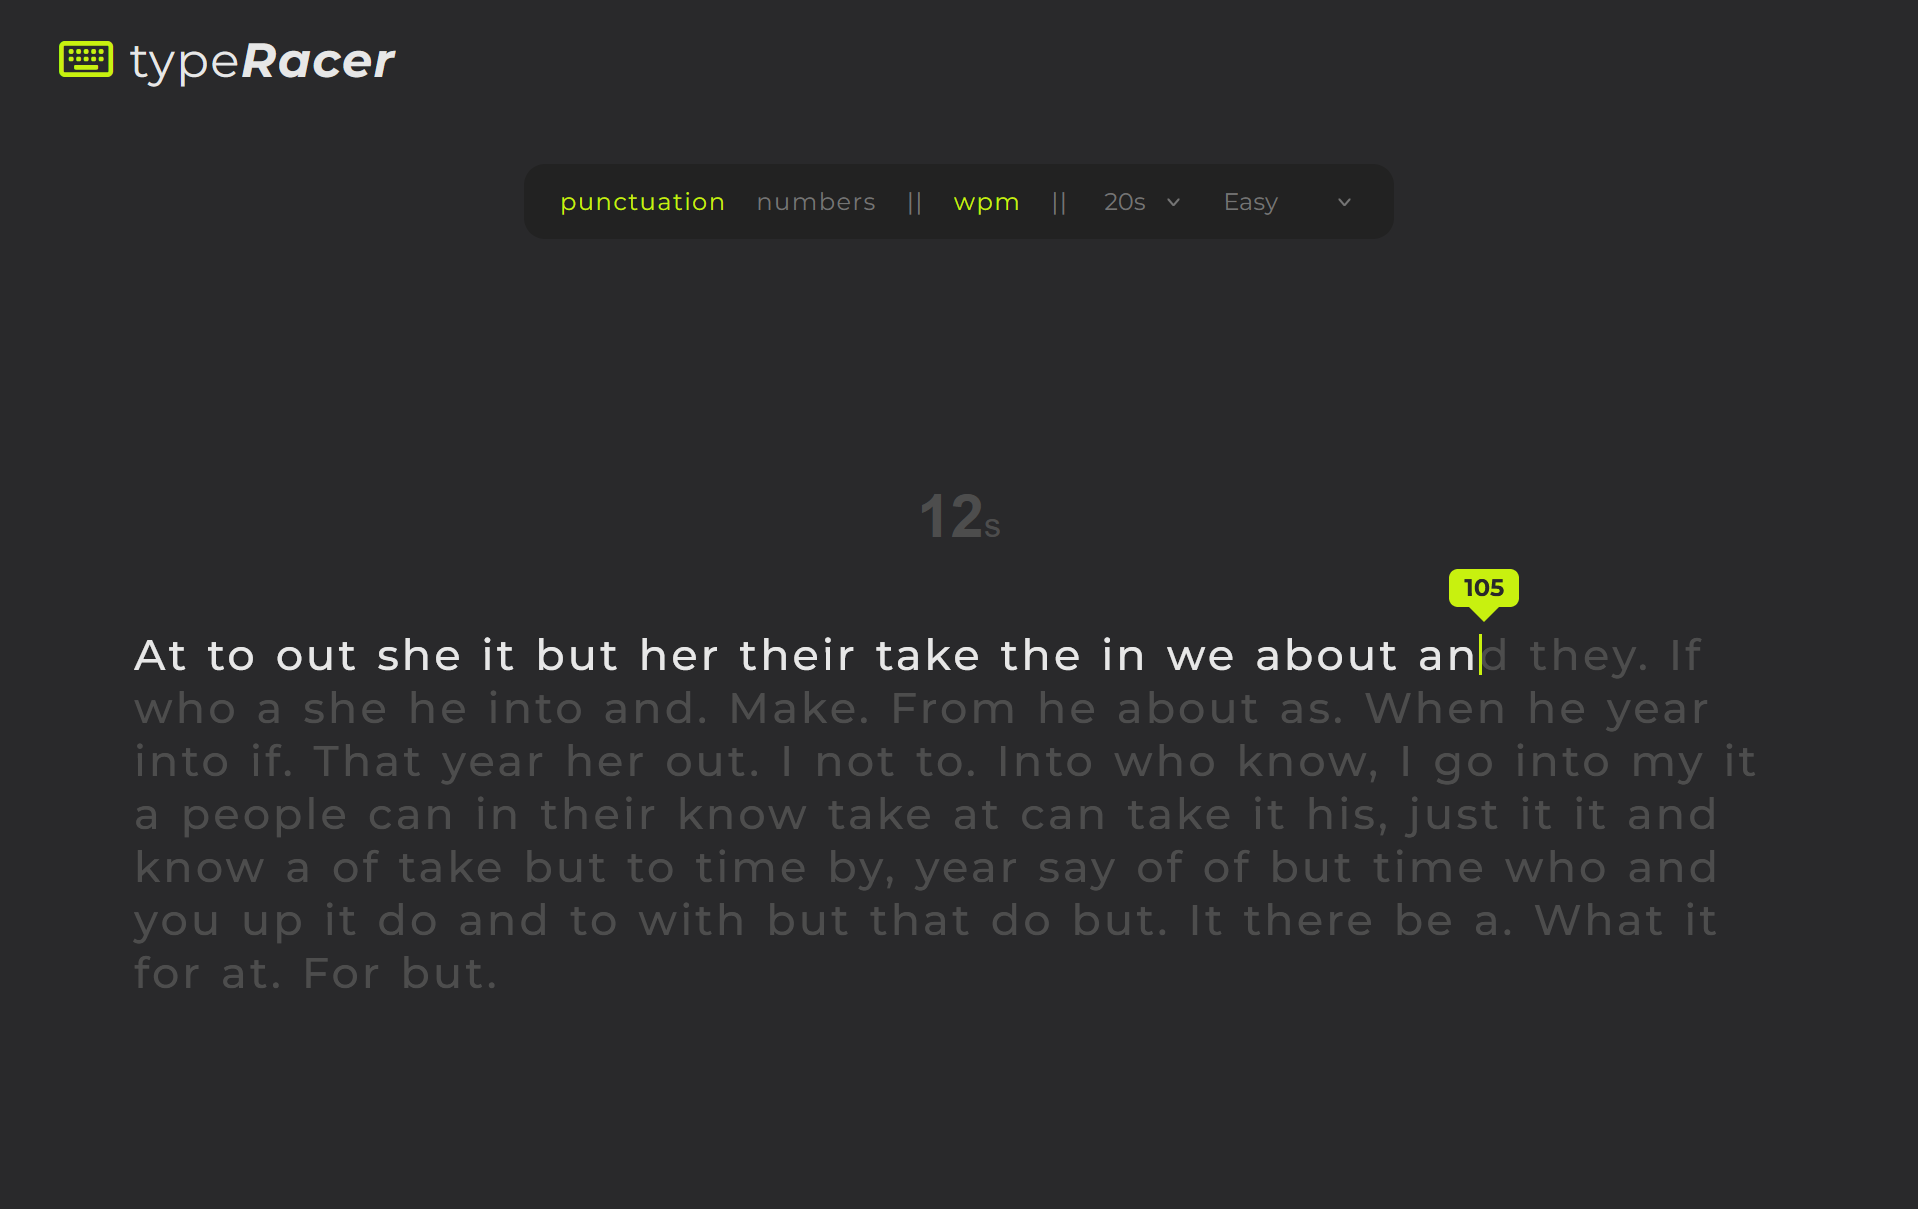 typeRacer
punctuation numbers || wpm || 20s Easy
12s
105
At to out she it but her their take the in we about and they. If
who a she he into and. Make. From he about as. When he year
into if. That year her out. I not to. Into who know, I go into my it
a people can in their know take at can take it his, just it it and
know a of take but to time by, year say of of but time who and
you up it do and to with but that do but. It there be a. What it
for at. For but.